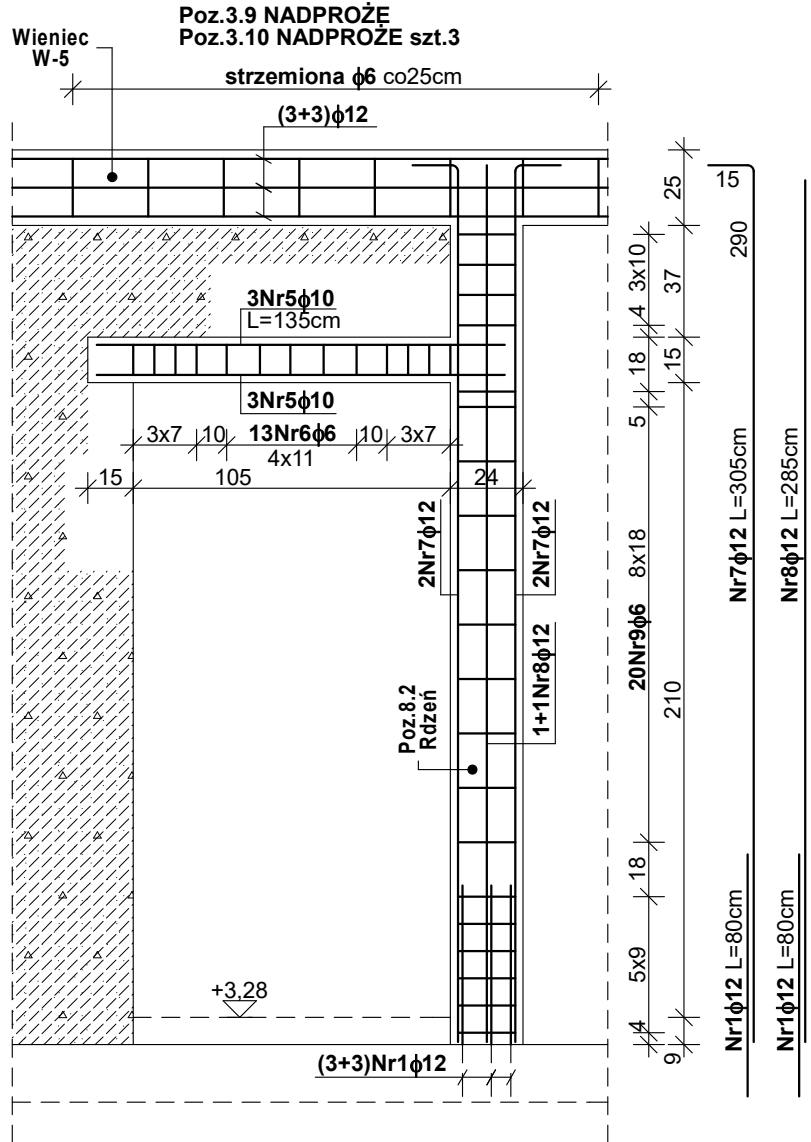 Poz.3.9 NADPROŻE
Poz.3.10 NADPROŻE szt.3
Wieniec
W-5
strzemiona ϕ6 co25cm
(3+3)ϕ12
25
15
290
3x10
37
4
3Nr5ϕ10
L=135cm
18
15
3Nr5ϕ10
5
3x7
10
13Nr6ϕ6
4x11
10
3x7
15
105
24
2Nr7ϕ12
2Nr7ϕ12
8x18
Nr7ϕ12 L=305cm
Nr8ϕ12 L=285cm
20Nr9ϕ6
210
1+1Nr8ϕ12
Poz.8.2
Rdzeń
18
5x9
+3,28
4
9
Nr1ϕ12 L=80cm
Nr1ϕ12 L=80cm
(3+3)Nr1ϕ12